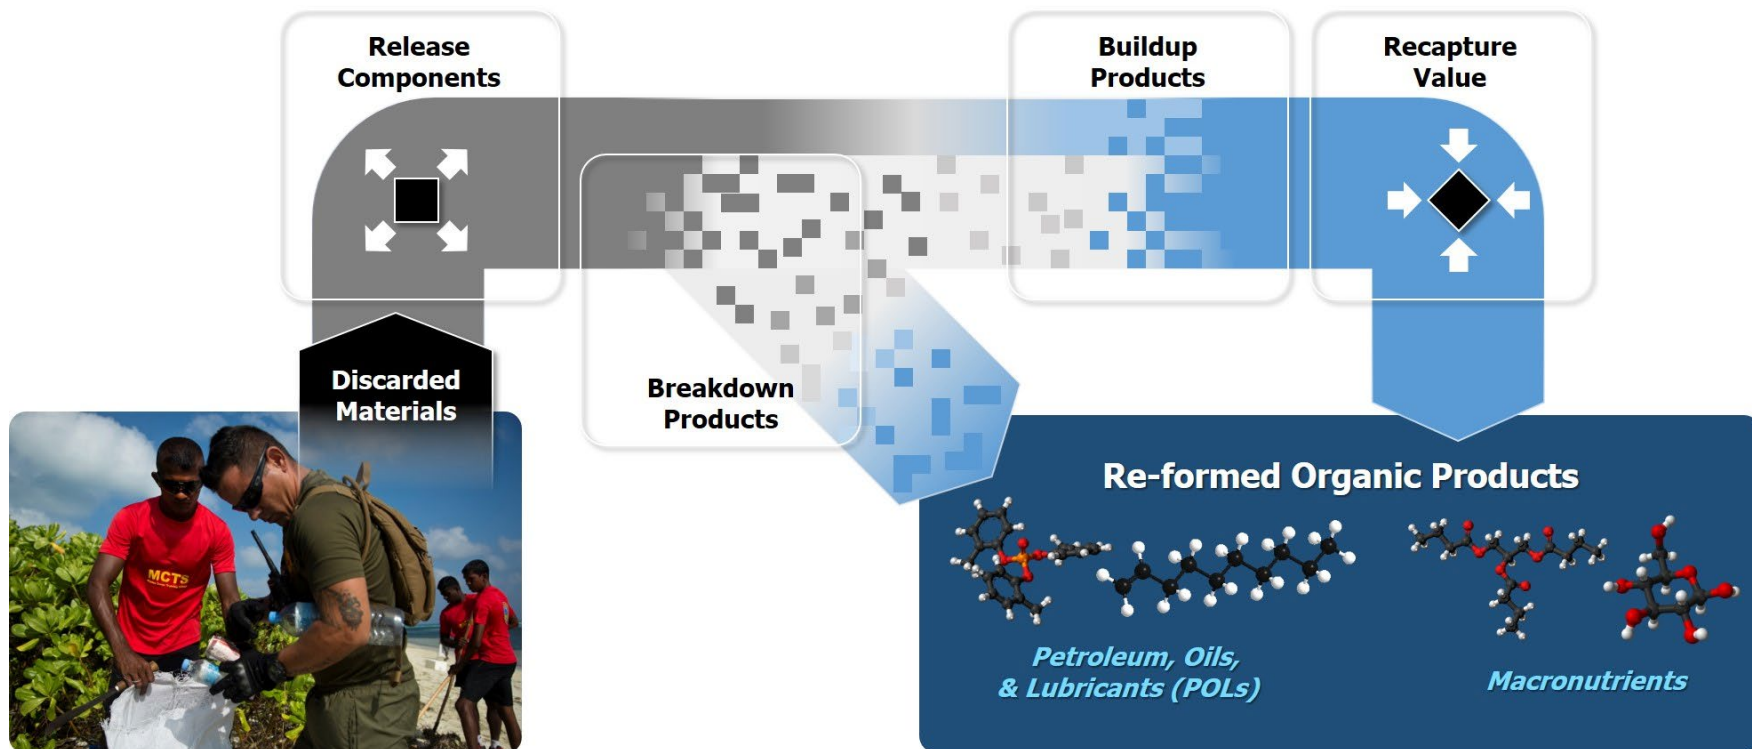 Release
Components
Buildup
Products
Recapture
Value
Breakdown
Products
Discarded
Materials
MCTS
Re-formed Organic Products
Petroleum, Oils,
& Lubricants (POLs)
Macronutrients